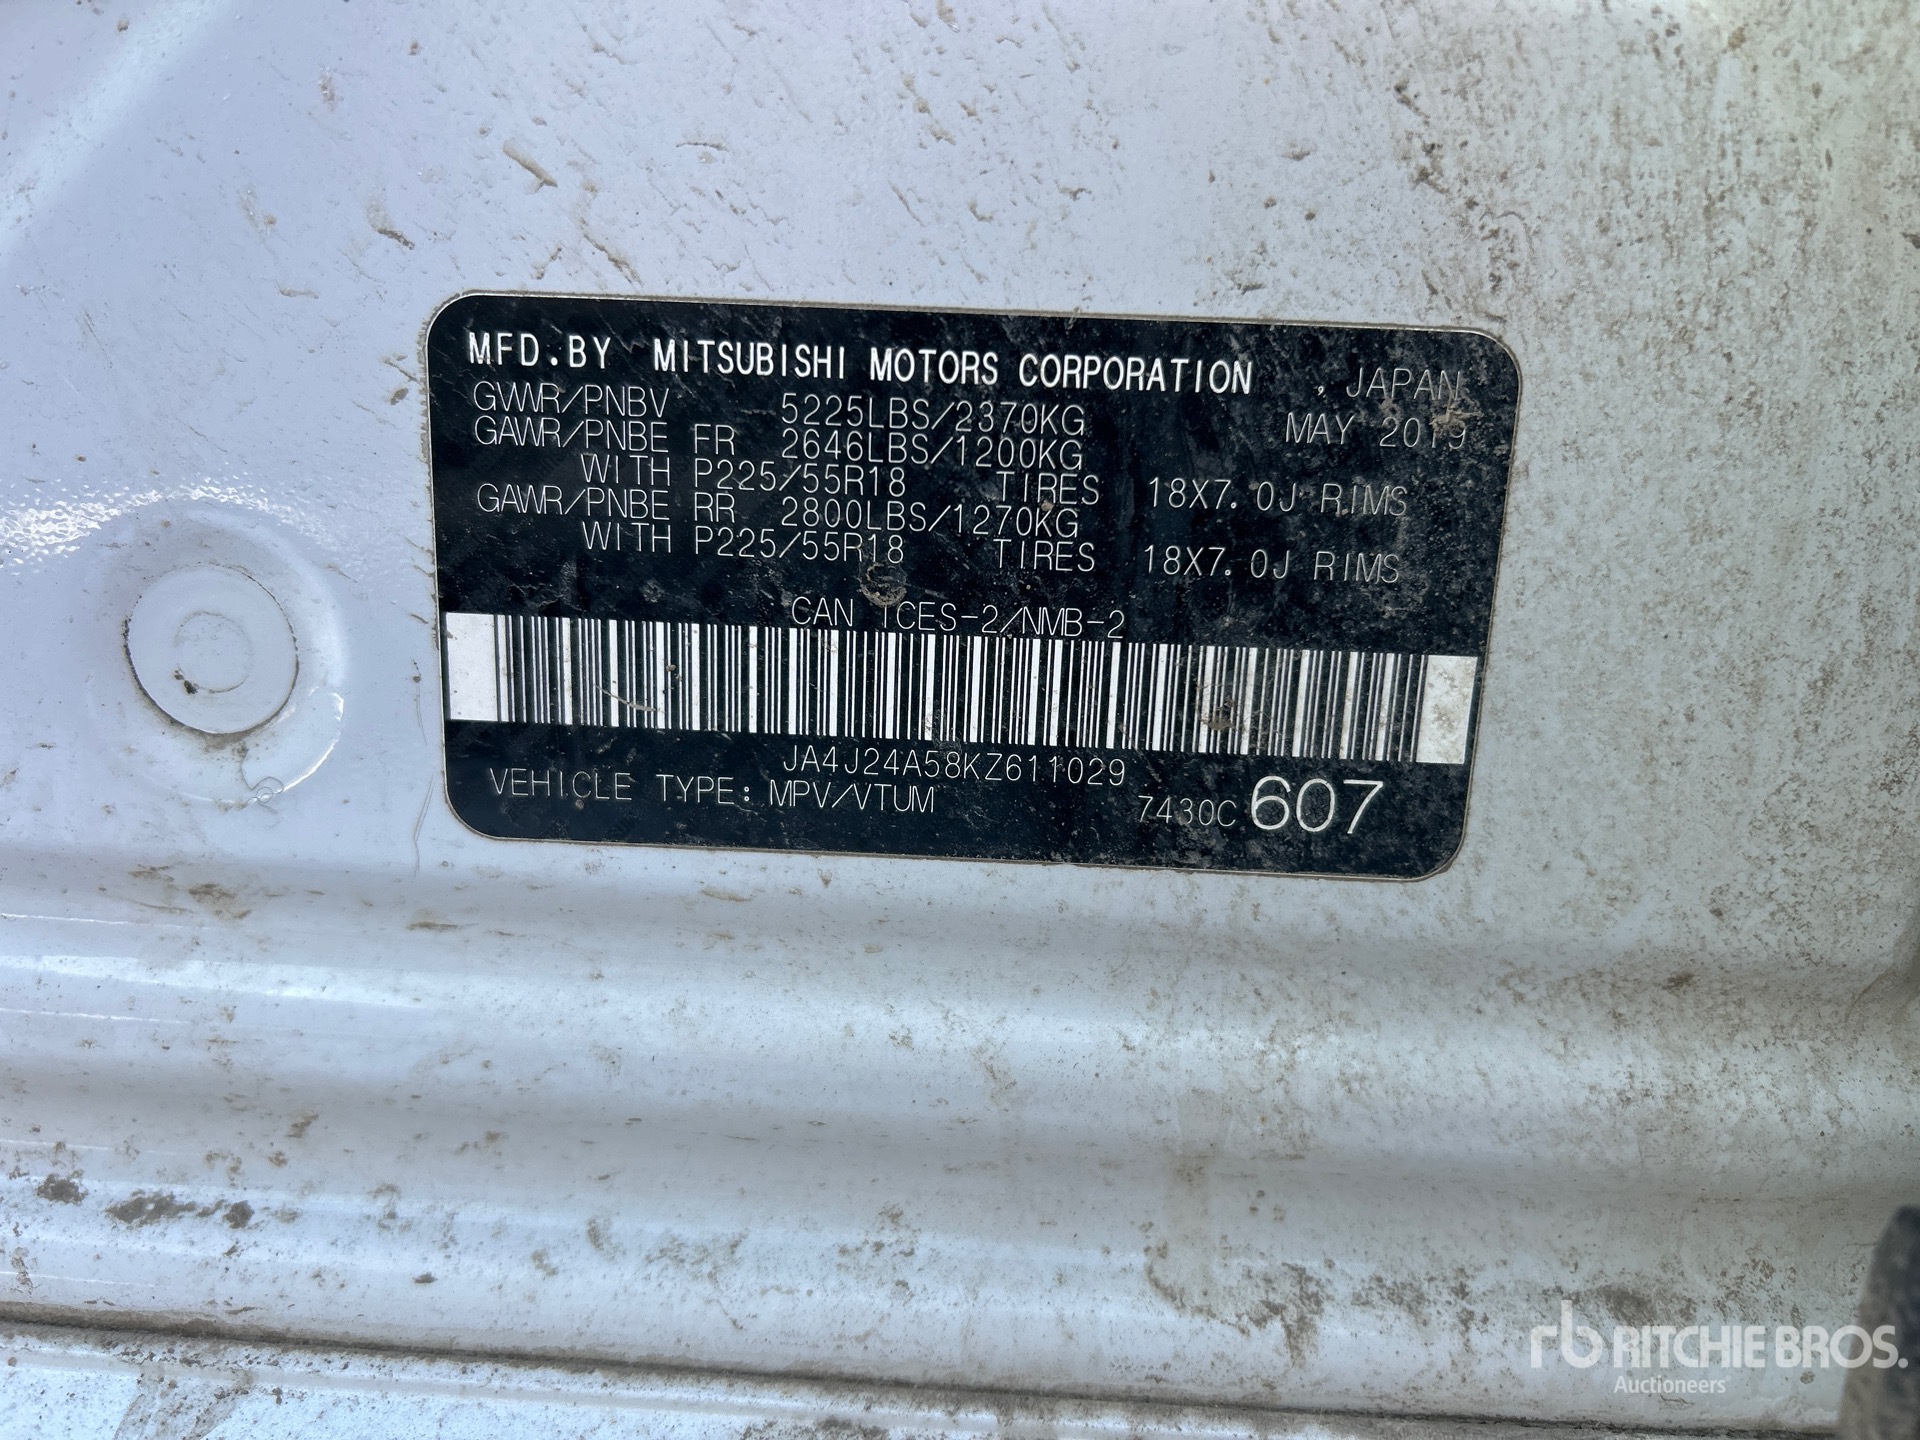 MFD.BY MITSUBISHI MOTORS CORPORATION , JAPAN
GVWR/PNBV 5225LBS/2370KG MAY 2019
GAWR/PNBE FR 2646LBS/1200KG
WITH P225/55R18 TIRES 18X7.0J RIMS
GAWR/PNBE RR 2800LBS/1270KG
WITH P225/55R18 TIRES 18X7.0J RIMS
CAN ICES-2/NMB-2
JA4J24A58KZ611029
VEHICLE TYPE: MPV/VTUM 7430C 607
rb RITCHIE BROS.
Auctioneers